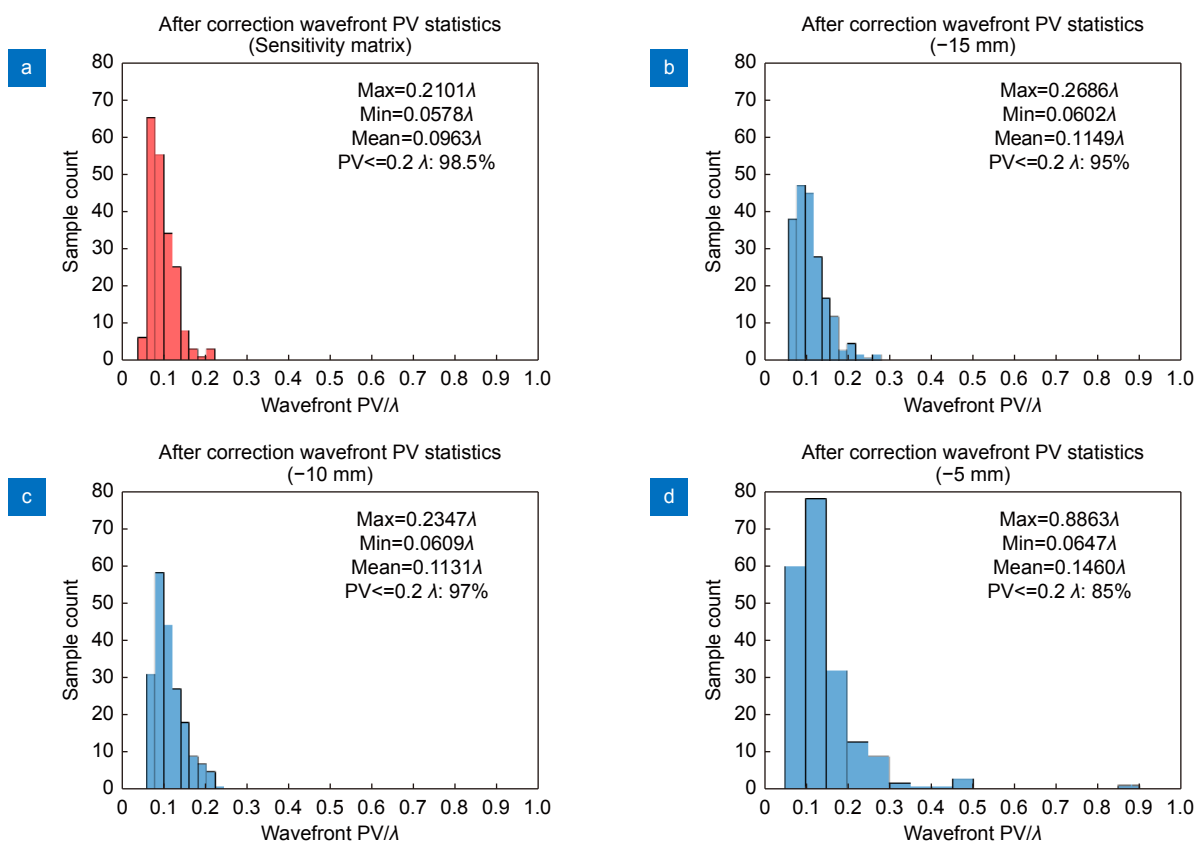 After correction wavefront PV statistics
(Sensitivity matrix)
a
80
70
60
50
40
30
20
10
0
Sample count
Max=0.2101λ
Min=0.0578λ
Mean=0.0963λ
PV<=0.2 λ: 98.5%
0 0.1 0.2 0.3 0.4 0.5 0.6 0.7 0.8 0.9 1.0
Wavefront PV/λ
After correction wavefront PV statistics
(−15 mm)
b
80
70
60
50
40
30
20
10
0
Sample count
Max=0.2686λ
Min=0.0602λ
Mean=0.1149λ
PV<=0.2 λ: 95%
0 0.1 0.2 0.3 0.4 0.5 0.6 0.7 0.8 0.9 1.0
Wavefront PV/λ
After correction wavefront PV statistics
(−10 mm)
c
80
70
60
50
40
30
20
10
0
Sample count
Max=0.2347λ
Min=0.0609λ
Mean=0.1131λ
PV<=0.2 λ: 97%
0 0.1 0.2 0.3 0.4 0.5 0.6 0.7 0.8 0.9 1.0
Wavefront PV/λ
After correction wavefront PV statistics
(−5 mm)
d
80
70
60
50
40
30
20
10
0
Sample count
Max=0.8863λ
Min=0.0647λ
Mean=0.1460λ
PV<=0.2 λ: 85%
0 0.1 0.2 0.3 0.4 0.5 0.6 0.7 0.8 0.9 1.0
Wavefront PV/λ